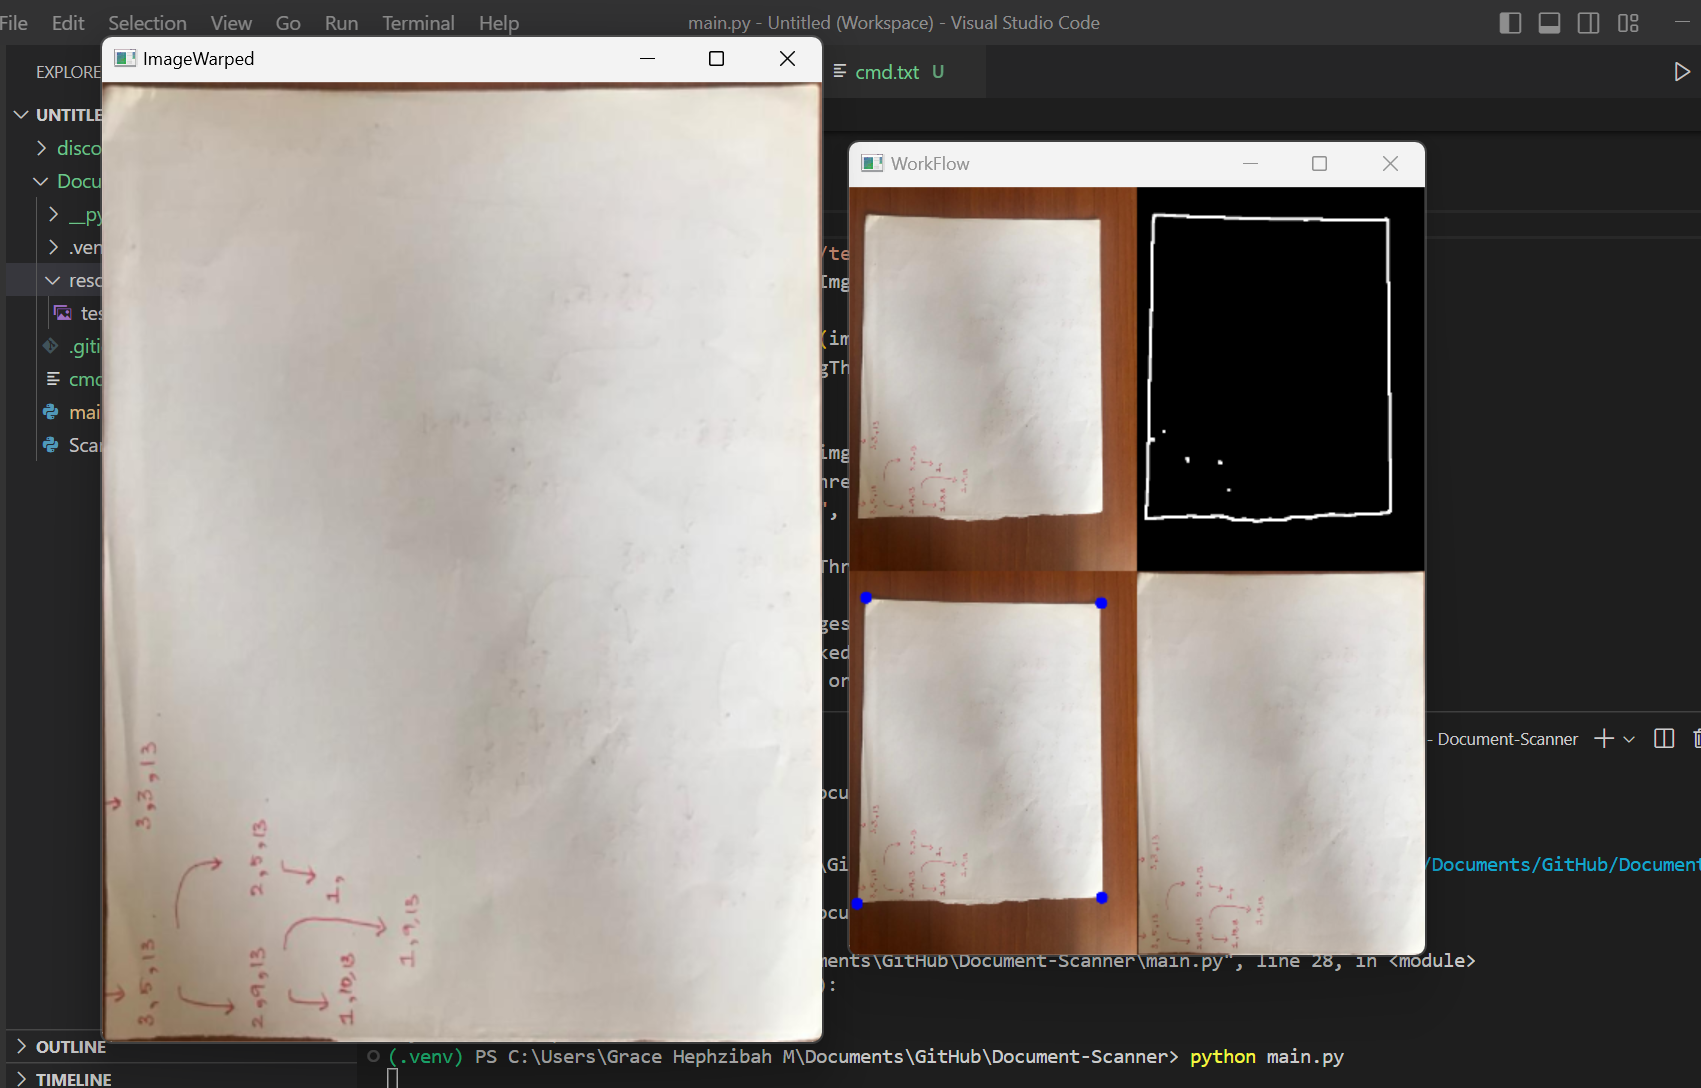 File Edit Selection View Go Run Terminal Help
main.py - Untitled (Workspace) - Visual Studio Code
EXPLORE
UNTITLE
disco
Docu
__py
.ven
reso
tes
.giti
cmd
mai
Scan
OUTLINE
TIMELINE
ImageWarped
3,3,13
2,5,13
1,
1,9,13
3,5,13
2,9,13
1,10,13
cmd.txt U
/te
Img
(im
gTh
img
hre
',
Thr
ges
ked
or
WorkFlow
- Document-Scanner
ocu
\Gi
/Documents/GitHub/Document
ocu
ments\GitHub\Document-Scanner\main.py", line 28, in <module>
):
(.venv) PS C:\Users\Grace Hephzibah M\Documents\GitHub\Document-Scanner> python main.py